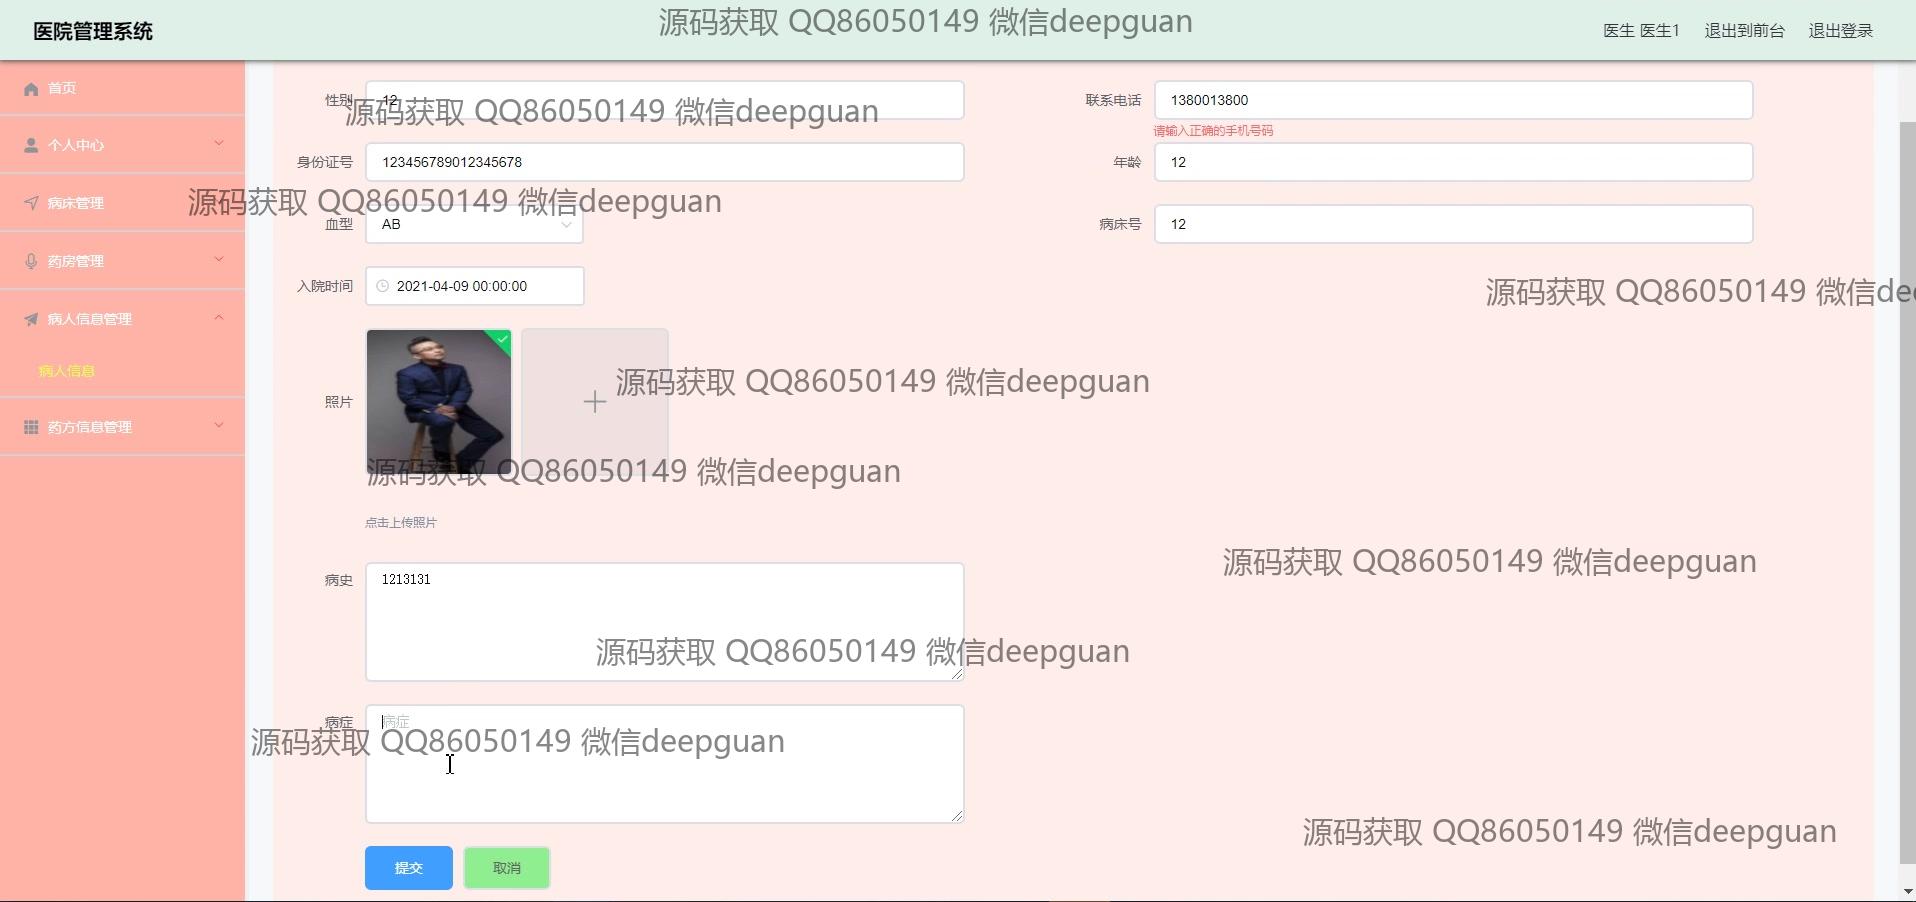 医院管理系统
源码获取 QQ86050149 微信deepguan
医生 医生1
退出到前台
退出登录
首页
个人中心
病床管理
药房管理
病人信息管理
病人信息
药方信息管理
性别
12
源码获取 QQ86050149 微信deepguan
联系电话
1380013800
请输入正确的手机号码
身份证号
123456789012345678
年龄
12
源码获取 QQ86050149 微信deepguan
血型
AB
病床号
12
入院时间
2021-04-09 00:00:00
源码获取 QQ86050149 微信dee
照片
源码获取 QQ86050149 微信deepguan
源码获取 QQ86050149 微信deepguan
点击上传照片
源码获取 QQ86050149 微信deepguan
病史
1213131
源码获取 QQ86050149 微信deepguan
病症
病症
源码获取 QQ86050149 微信deepguan
源码获取 QQ86050149 微信deepguan
提交
取消